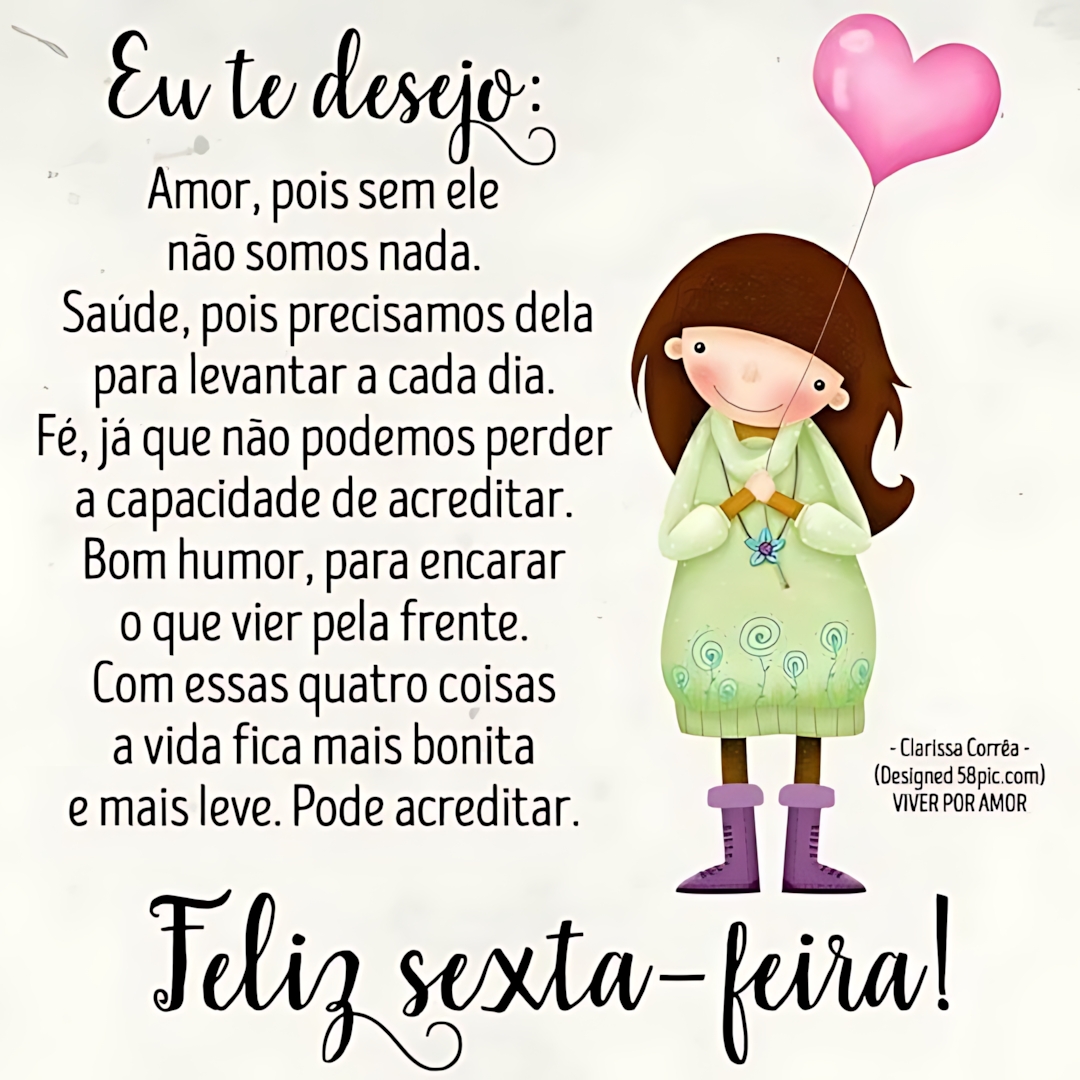 Eu te desejo:
Amor, pois sem ele
não somos nada.
Saúde, pois precisamos dela
para levantar a cada dia.
Fé, já que não podemos perder
a capacidade de acreditar.
Bom humor, para encarar
o que vier pela frente.
Com essas quatro coisas
a vida fica mais bonita
e mais leve. Pode acreditar.
- Clarissa Corrêa -
(Designed 58pic.com)
VIVER POR AMOR
Feliz sexta-feira!